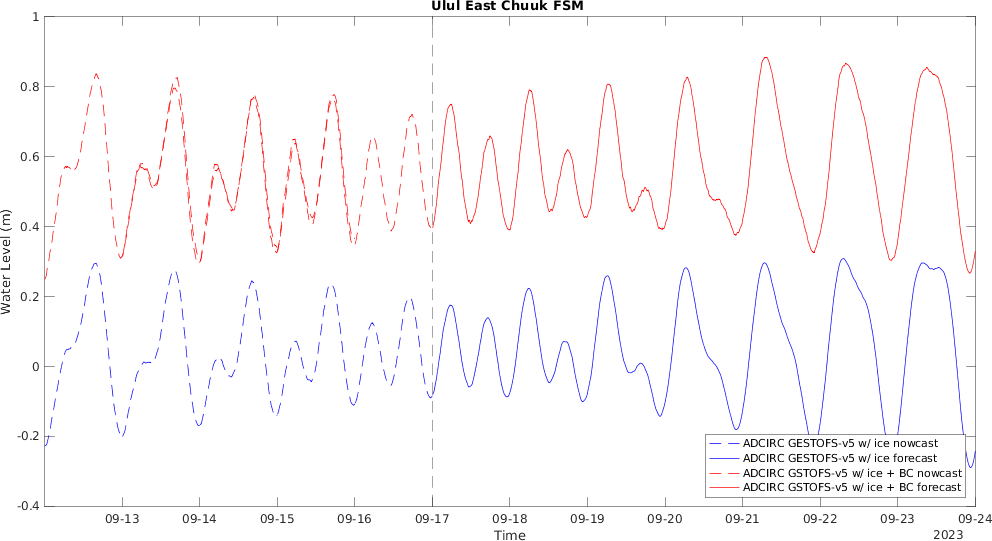 Ulul East Chuuk FSM
1
0.8
0.6
0.4
0.2
0
-0.2
-0.4
Water Level (m)
ADCIRC GESTOFS-v5 w/ ice nowcast
ADCIRC GESTOFS-v5 w/ ice forecast
ADCIRC GSTOFS-v5 w/ ice + BC nowcast
ADCIRC GSTOFS-v5 w/ ice + BC forecast
09-13 09-14 09-15 09-16 09-17 09-18 09-19 09-20 09-21 09-22 09-23 09-24
Time
2023